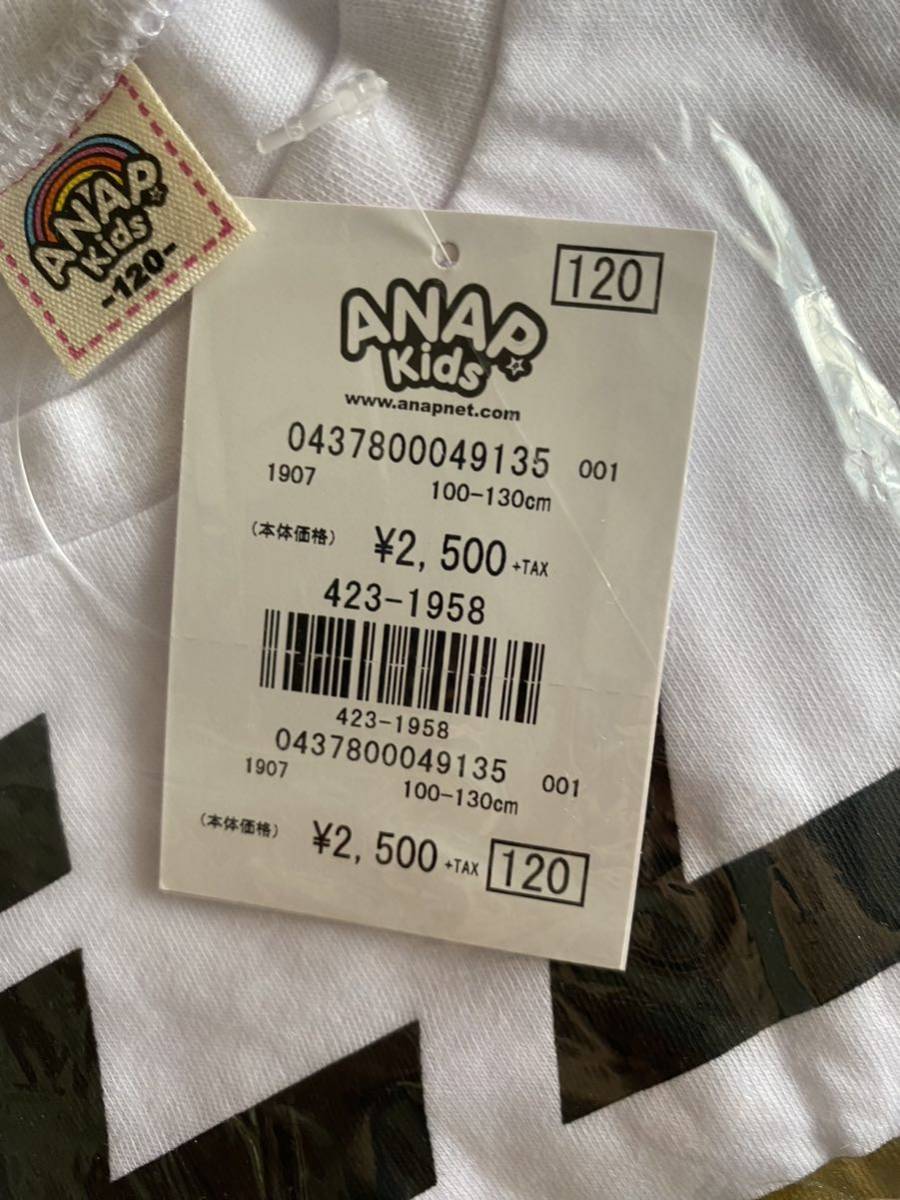 ANAP
Kids
-120-
120
ANAP
Kids
www.anapnet.com
0437800049135 001
1907 100-130cm
(本体価格) ¥2,500+TAX
423-1958
423-1958
0437800049135 001
1907 100-130cm
(本体価格) ¥2,500+TAX 120